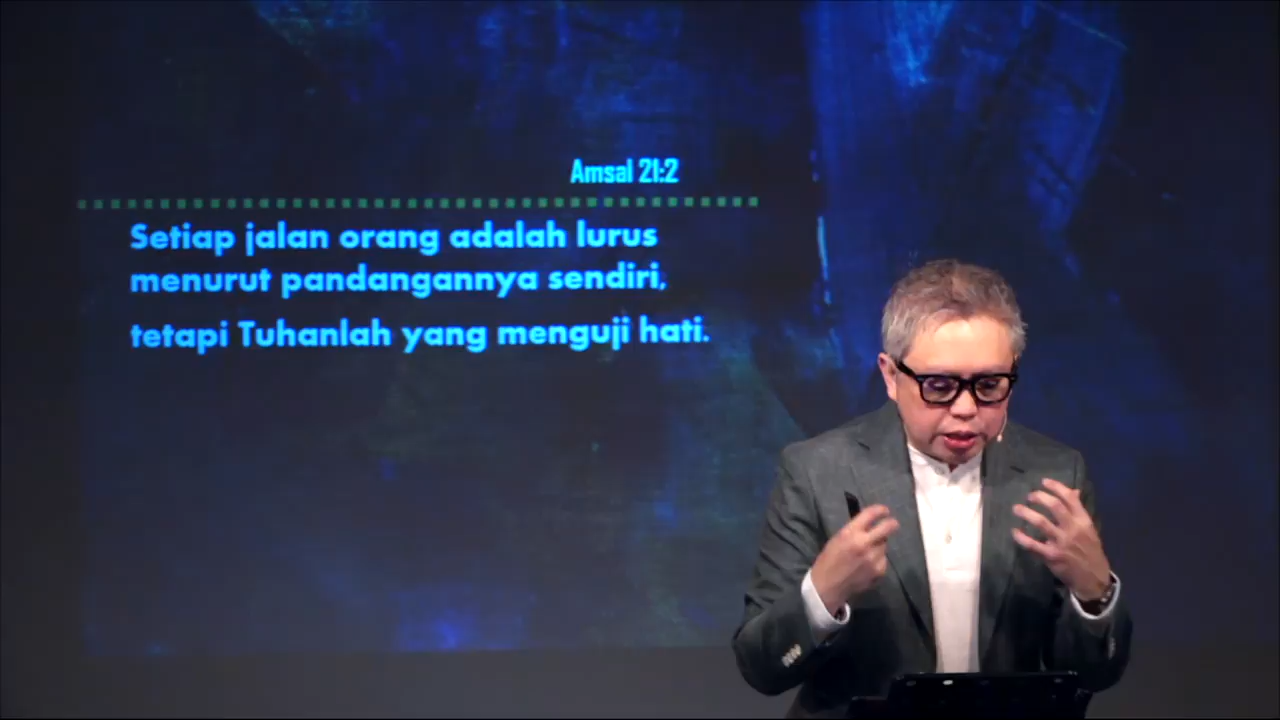 Amsal 21:2
Setiap jalan orang adalah lurus
menurut pandangannya sendiri,
tetapi Tuhanlah yang menguji hati.